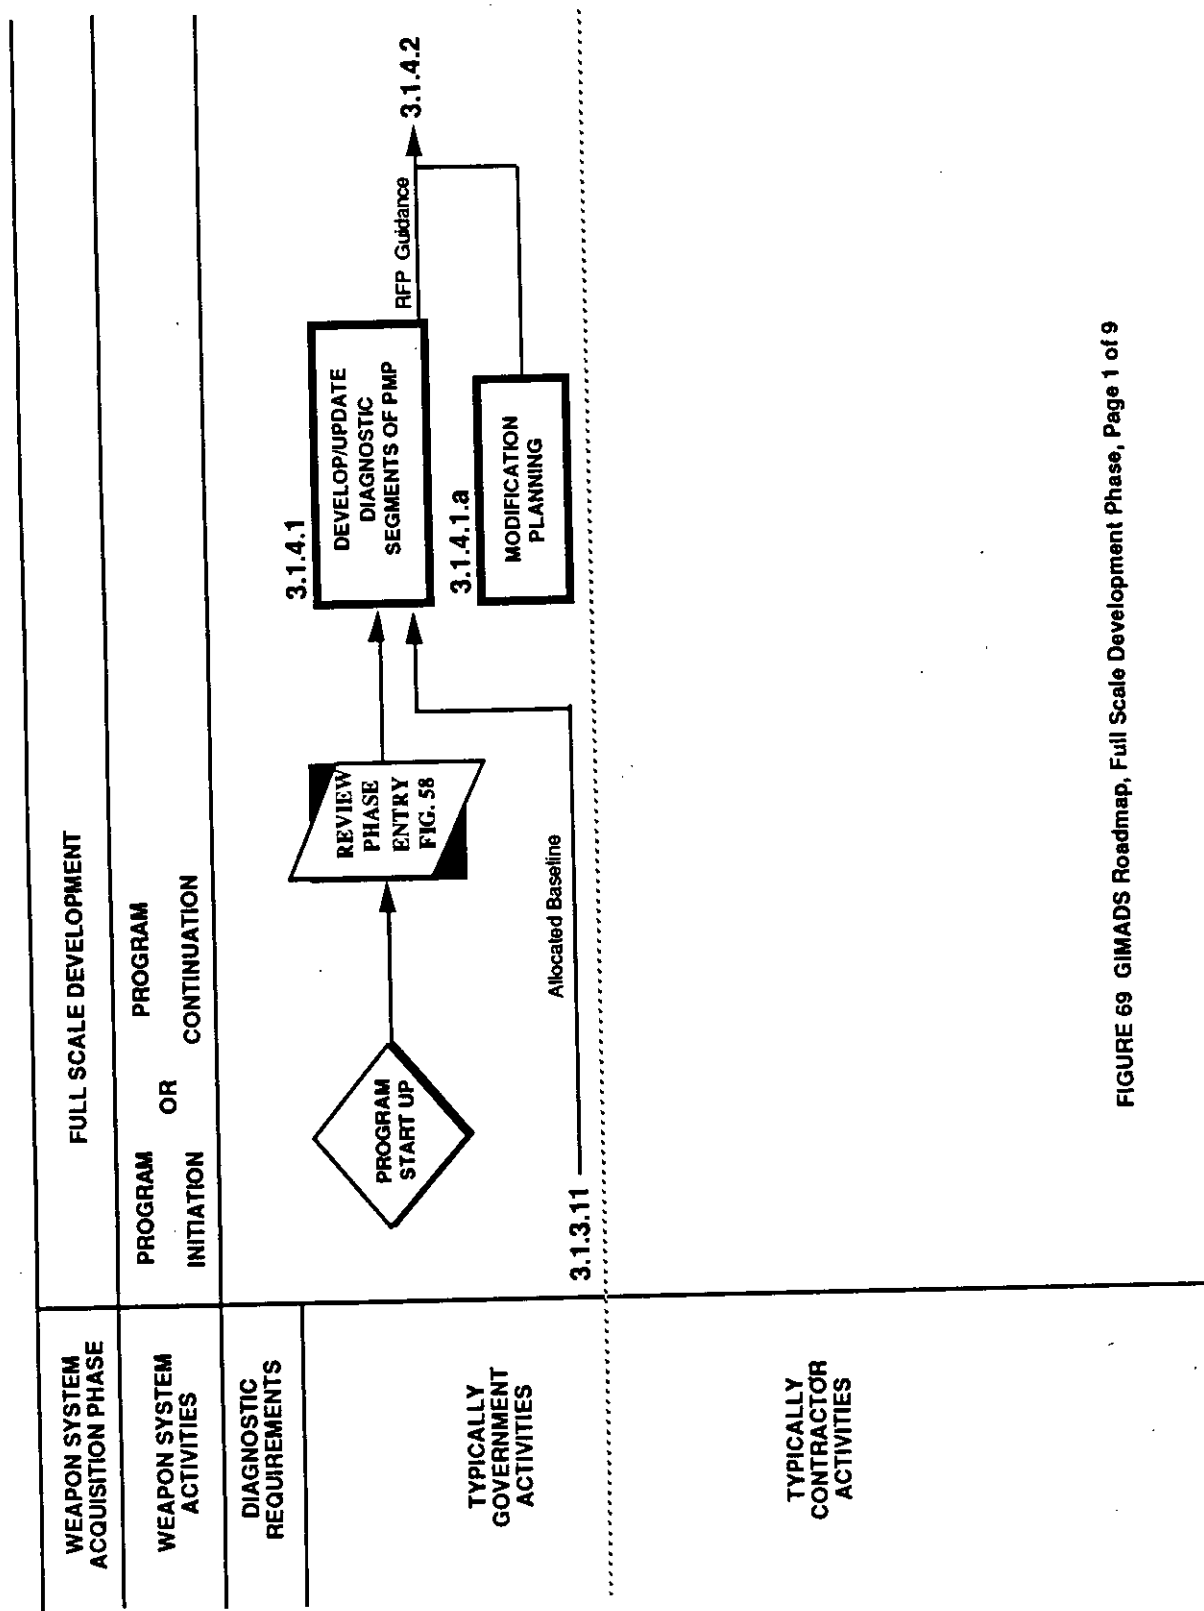 WEAPON SYSTEM
ACQUISITION PHASE
FULL SCALE DEVELOPMENT
WEAPON SYSTEM
ACTIVITIES
PROGRAM
INITIATION
OR
PROGRAM
CONTINUATION
DIAGNOSTIC
REQUIREMENTS
TYPICALLY
GOVERNMENT
ACTIVITIES
PROGRAM
START UP
REVIEW
PHASE
ENTRY
FIG. 58
3.1.4.1
DEVELOP/UPDATE
DIAGNOSTIC
SEGMENTS OF PMP
RFP Guidance
3.1.4.2
3.1.4.1.a
MODIFICATION
PLANNING
3.1.3.11
Allocated Baseline
TYPICALLY
CONTRACTOR
ACTIVITIES
FIGURE 69 GIMADS Roadmap, Full Scale Development Phase, Page 1 of 9